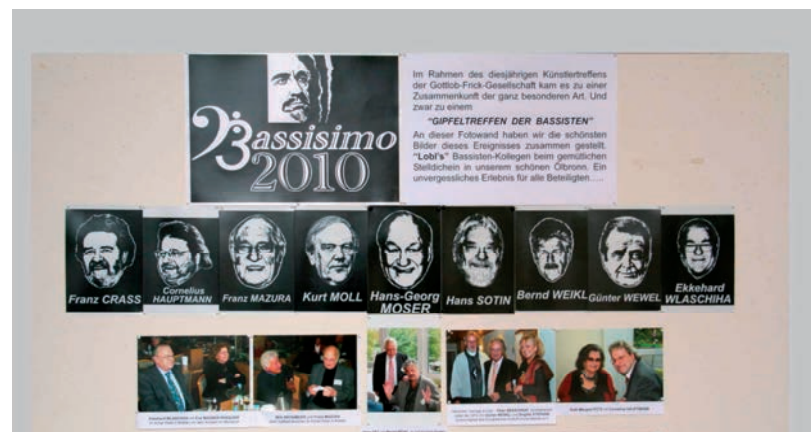 Bassisimo
2010
Im Rahmen des diesjährigen Künstlertreffens
der Gottlob-Frick-Gesellschaft kam es zu einer
Zusammenkunft der ganz besonderen Art. Und
zwar zu einem
"GIPFELTREFFEN DER BASSISTEN"
An dieser Fotowand haben wir die schönsten
Bilder dieses Ereignisses zusammen gestellt.
"Lobl's" Bassisten-Kollegen beim gemütlichen
Stelldichein in unserem schönen Ölbronn. Ein
unvergessliches Erlebnis für alle Beteiligten.....
Franz CRASS
Cornelius
HAUPTMANN
Franz MAZURA
Kurt MOLL
Hans-Georg
MOSER
Hans SOTIN
Bernd WEIKL
Günter WEWEL
Ekkehard
WLASCHIHA